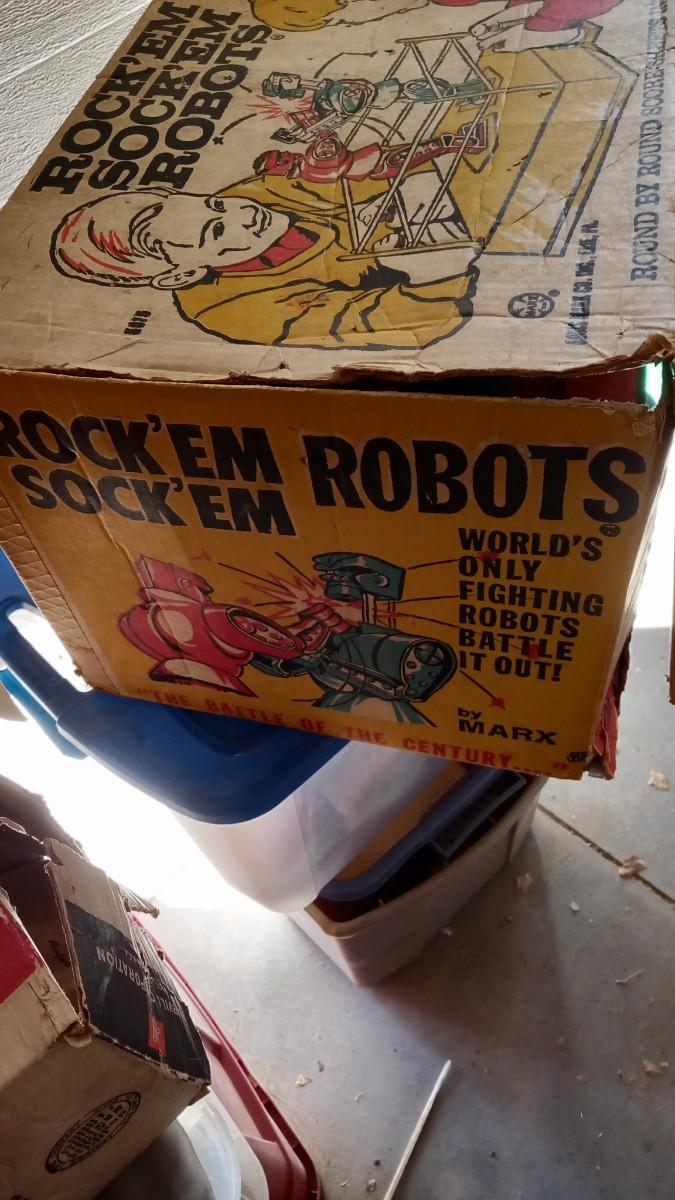 ROCK'EM
SOCK'EM
ROBOTS®
ROUND BY ROUND SCORE
ROCK'EM
SOCK'EM
ROBOTS
WORLD'S
ONLY
FIGHTING
ROBOTS
BATTLE
IT OUT!
by
MARX
"THE BATTLE OF THE CENTURY...."